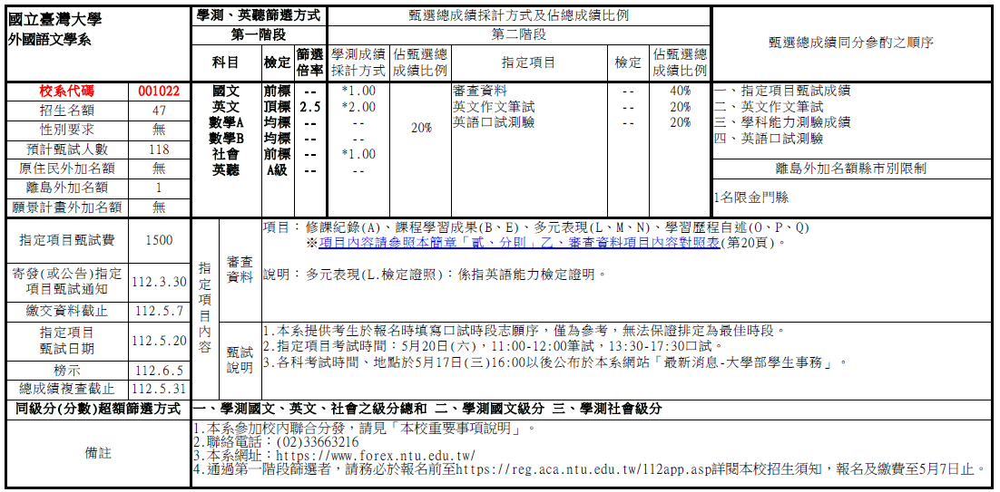 國立臺灣大學
外國語文學系
學測、英聽篩選方式
甄選總成績採計方式及佔總成績比例
甄選總成績同分參酌之順序
第一階段
第二階段
科目 檢定 篩選倍率 學測成績採計方式 佔甄選總成績比例 指定項目 檢定 佔甄選總成績比例
校系代碼 001022
招生名額 47
性別要求 無
預計甄試人數 118
原住民外加名額 無
離島外加名額 1
願景計畫外加名額 無
國文 前標 -- *1.00
英文 頂標 2.5 *2.00
數學A 均標 -- --
數學B 均標 -- --
社會 前標 -- *1.00
英聽 A級 -- --
20%
審查資料 -- 40%
英文作文筆試 -- 20%
英語口試測驗 -- 20%
一、指定項目甄試成績
二、英文作文筆試
三、學科能力測驗成績
四、英語口試測驗
離島外加名額縣市別限制
1名限金門縣
指定項目甄試費 1500
寄發(或公告)指定項目甄試通知 112.3.30
繳交資料截止 112.5.7
指定項目甄試日期 112.5.20
榜示 112.6.5
總成績複查截止 112.5.31
指定項目內容
審查資料
項目：修課紀錄(A)、課程學習成果(B、E)、多元表現(L、M、N)、學習歷程自述(O、P、Q)
※項目內容請參照本簡章「貳、分則」乙、審查資料項目內容對照表(第20頁)。
說明：多元表現(L.檢定證照)：係指英語能力檢定證明。
甄試說明
1.本系提供考生於報名時填寫口試時段志願序，僅為參考，無法保證排定為最佳時段。
2.指定項目考試時間：5月20日(六)，11:00-12:00筆試，13:30-17:30口試。
3.各科考試時間、地點於5月17日(三)16:00以後公布於本系網站「最新消息-大學部學生事務」。
同級分(分數)超額篩選方式
一、學測國文、英文、社會之級分總和 二、學測國文級分 三、學測社會級分
備註
1.本系參加校內聯合分發，請見「本校重要事項說明」。
2.聯絡電話：(02)33663216
3.本系網址：https://www.forex.ntu.edu.tw/
4.通過第一階段篩選者，請務必於報名前至https://reg.aca.ntu.edu.tw/112app.asp詳閱本校招生須知，報名及繳費至5月7日止。